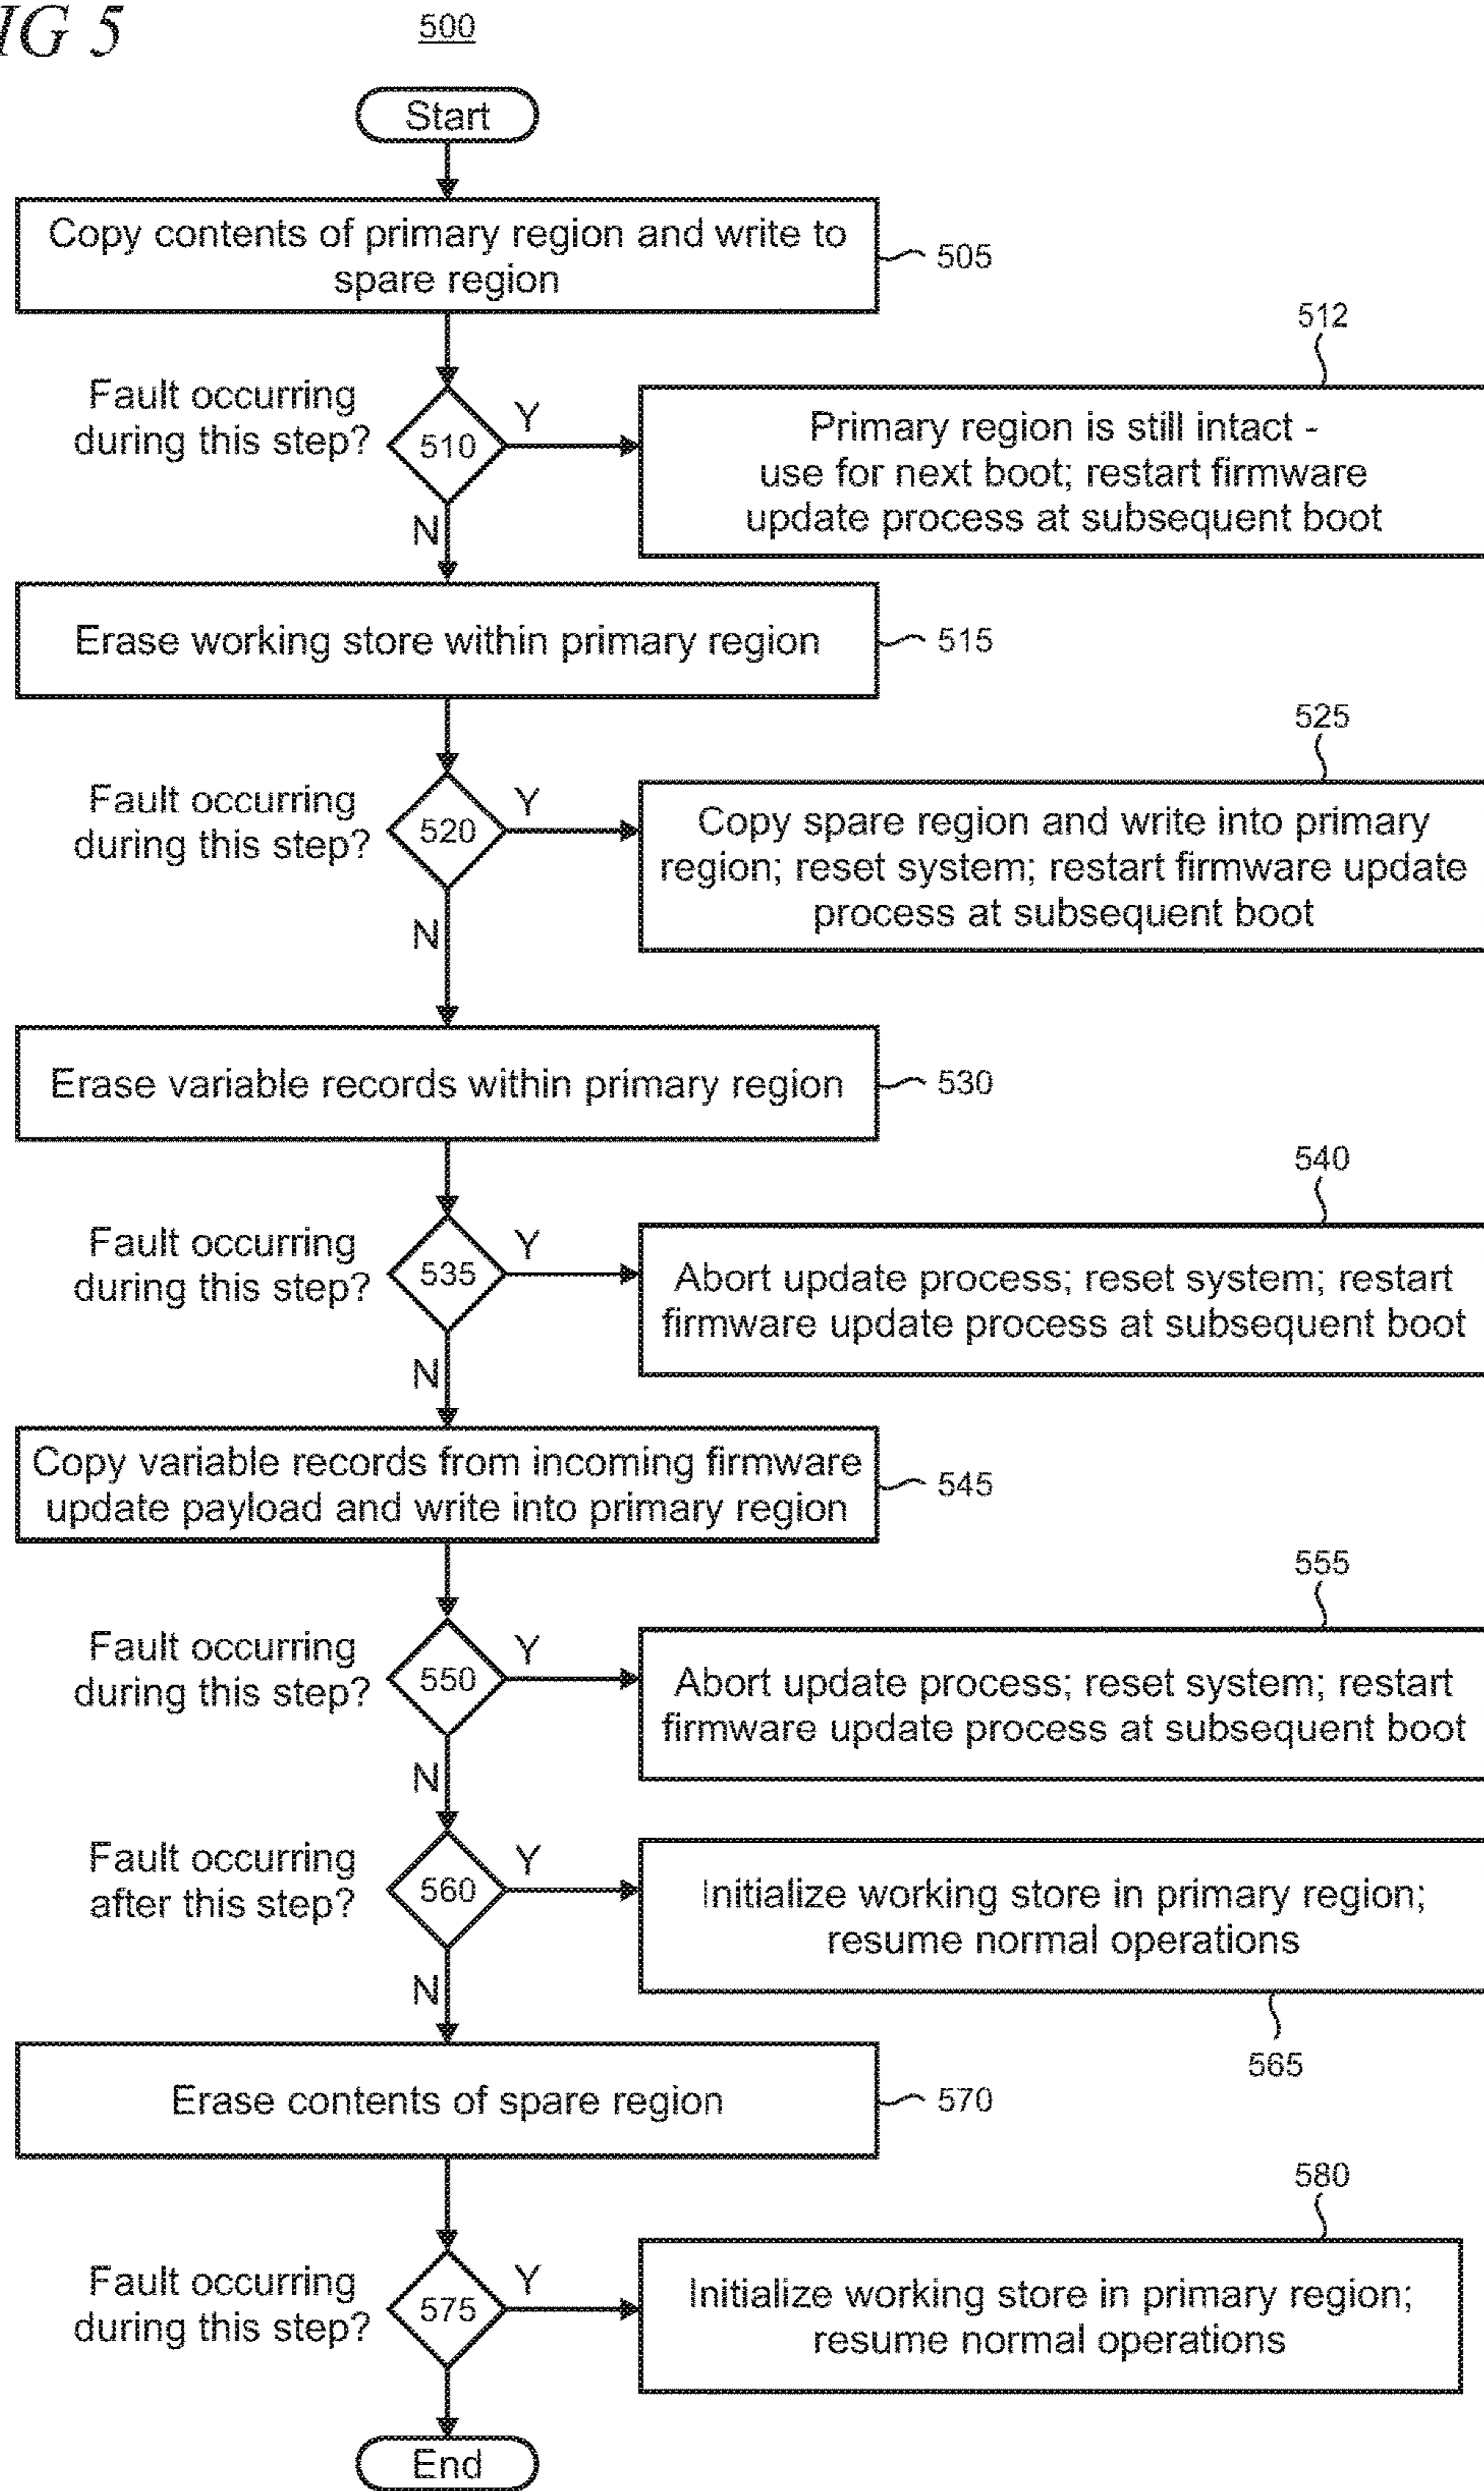 IG 5
500
Start
Copy contents of primary region and write to
spare region
505
512
Fault occurring
during this step?
510
Y
Primary region is still intact -
use for next boot; restart firmware
update process at subsequent boot
N
Erase working store within primary region
515
525
Fault occurring
during this step?
520
Y
Copy spare region and write into primary
region; reset system; restart firmware update
process at subsequent boot
N
Erase variable records within primary region
530
540
Fault occurring
during this step?
535
Y
Abort update process; reset system; restart
firmware update process at subsequent boot
N
Copy variable records from incoming firmware
update payload and write into primary region
545
555
Fault occurring
during this step?
550
Y
Abort update process; reset system; restart
firmware update process at subsequent boot
N
Fault occurring
after this step?
560
Y
Initialize working store in primary region;
resume normal operations
N
565
Erase contents of spare region
570
580
Fault occurring
during this step?
575
Y
Initialize working store in primary region;
resume normal operations
End